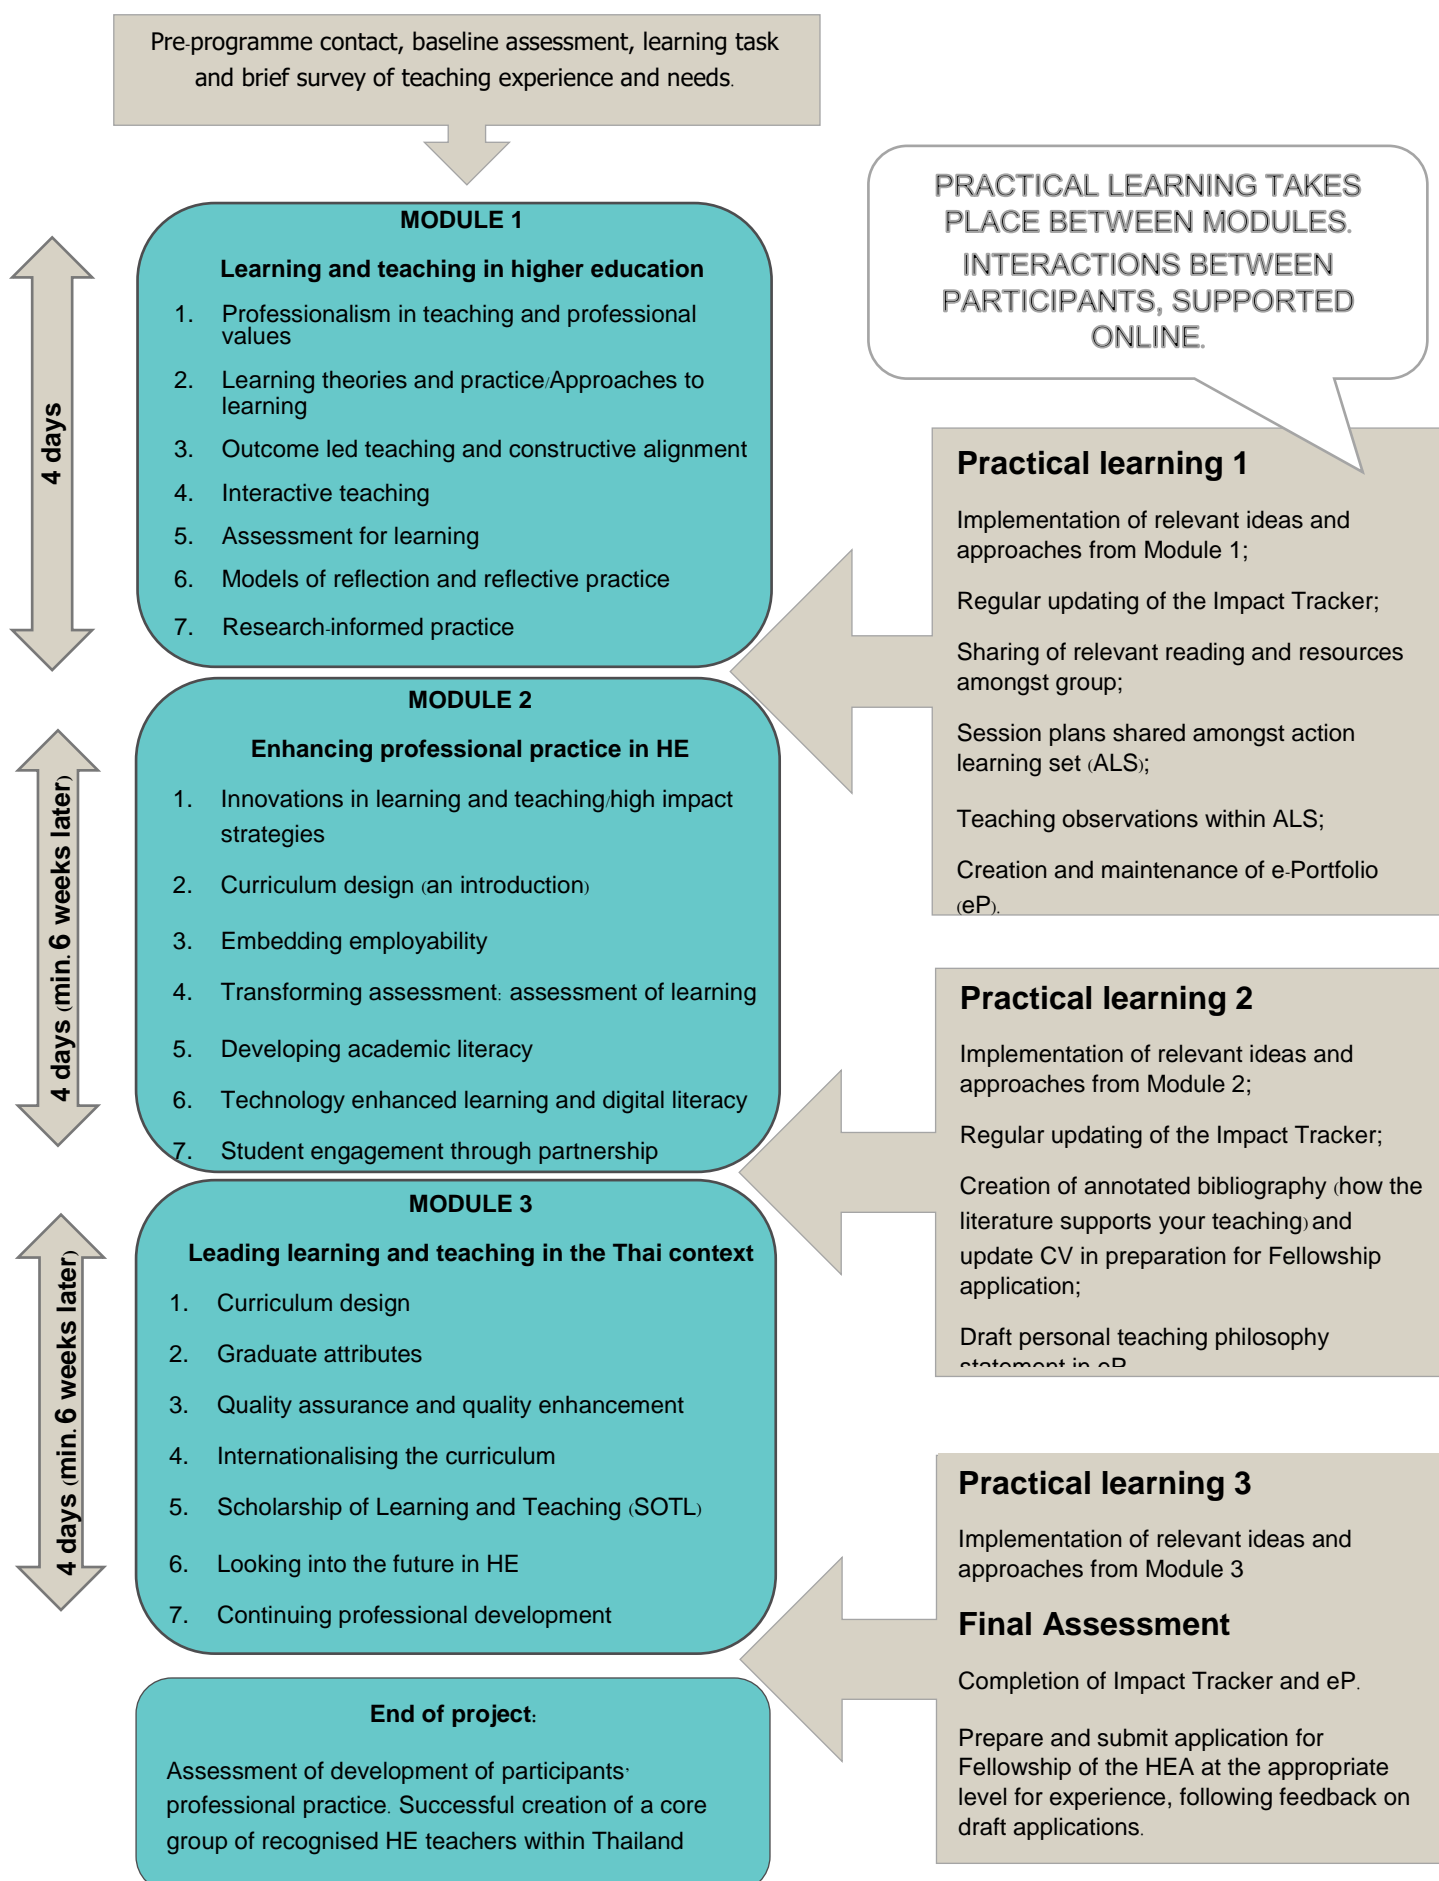 Pre-programme contact, baseline assessment, learning task
and brief survey of teaching experience and needs.
PRACTICAL LEARNING TAKES
PLACE BETWEEN MODULES.
INTERACTIONS BETWEEN
PARTICIPANTS, SUPPORTED
ONLINE.
4 days
MODULE 1
Learning and teaching in higher education
1. Professionalism in teaching and professional
values
2. Learning theories and practice/Approaches to
learning
3. Outcome led teaching and constructive alignment
4. Interactive teaching
5. Assessment for learning
6. Models of reflection and reflective practice
7. Research-informed practice
Practical learning 1
Implementation of relevant ideas and
approaches from Module 1;
Regular updating of the Impact Tracker;
Sharing of relevant reading and resources
amongst group;
Session plans shared amongst action
learning set (ALS);
Teaching observations within ALS;
Creation and maintenance of e-Portfolio
(eP).
4 days (min. 6 weeks later)
MODULE 2
Enhancing professional practice in HE
1. Innovations in learning and teaching/high impact
strategies
2. Curriculum design (an introduction)
3. Embedding employability
4. Transforming assessment: assessment of learning
5. Developing academic literacy
6. Technology enhanced learning and digital literacy
7. Student engagement through partnership
Practical learning 2
Implementation of relevant ideas and
approaches from Module 2;
Regular updating of the Impact Tracker;
Creation of annotated bibliography (how the
literature supports your teaching) and
update CV in preparation for Fellowship
application;
Draft personal teaching philosophy
statement in eP
4 days (min. 6 weeks later)
MODULE 3
Leading learning and teaching in the Thai context
1. Curriculum design
2. Graduate attributes
3. Quality assurance and quality enhancement
4. Internationalising the curriculum
5. Scholarship of Learning and Teaching (SOTL)
6. Looking into the future in HE
7. Continuing professional development
Practical learning 3
Implementation of relevant ideas and
approaches from Module 3
Final Assessment
Completion of Impact Tracker and eP.
Prepare and submit application for
Fellowship of the HEA at the appropriate
level for experience, following feedback on
draft applications.
End of project:
Assessment of development of participants'
professional practice. Successful creation of a core
group of recognised HE teachers within Thailand